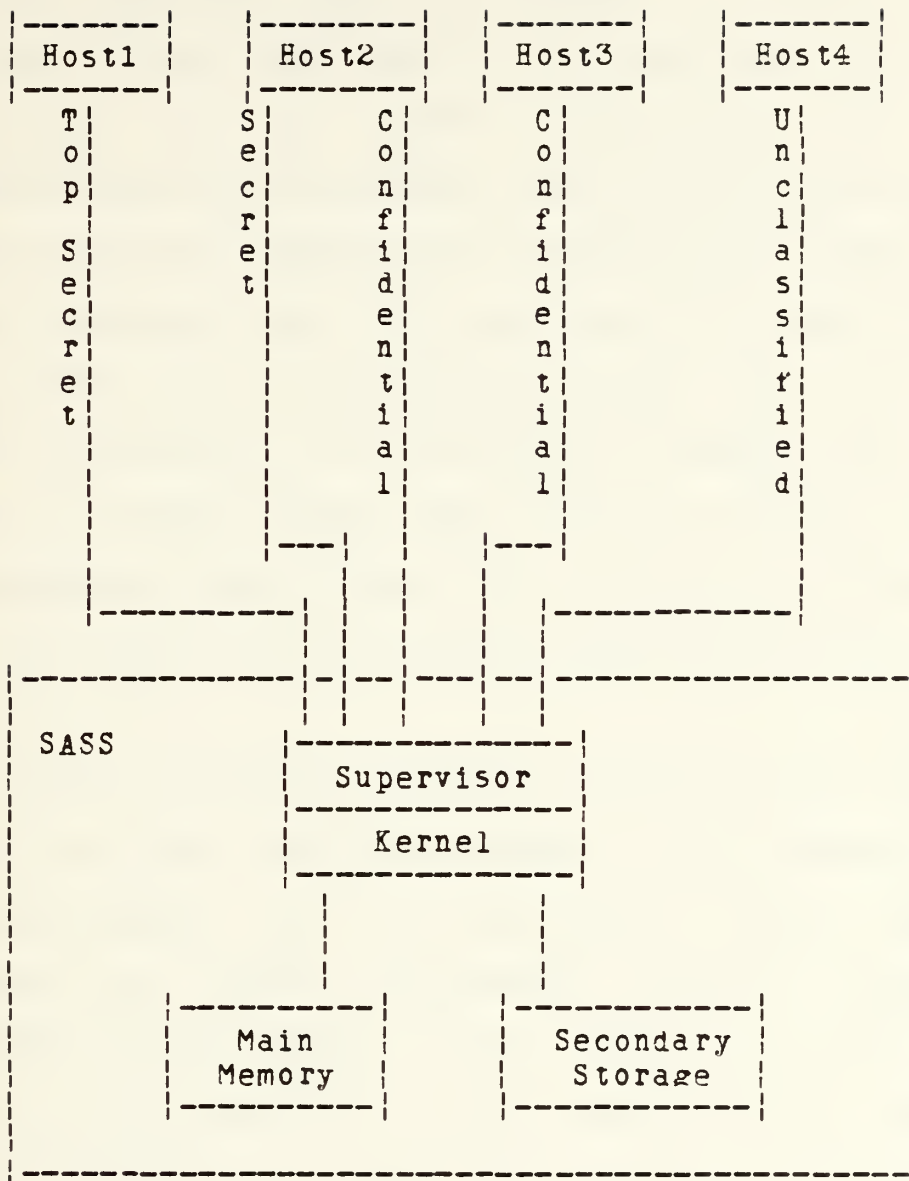 Host1 Host2 Host3 Host4
Top Secret
Secret
Confidential
Confidential
Unclassified
SASS
Supervisor
Kernel
Main
Memory
Secondary
Storage